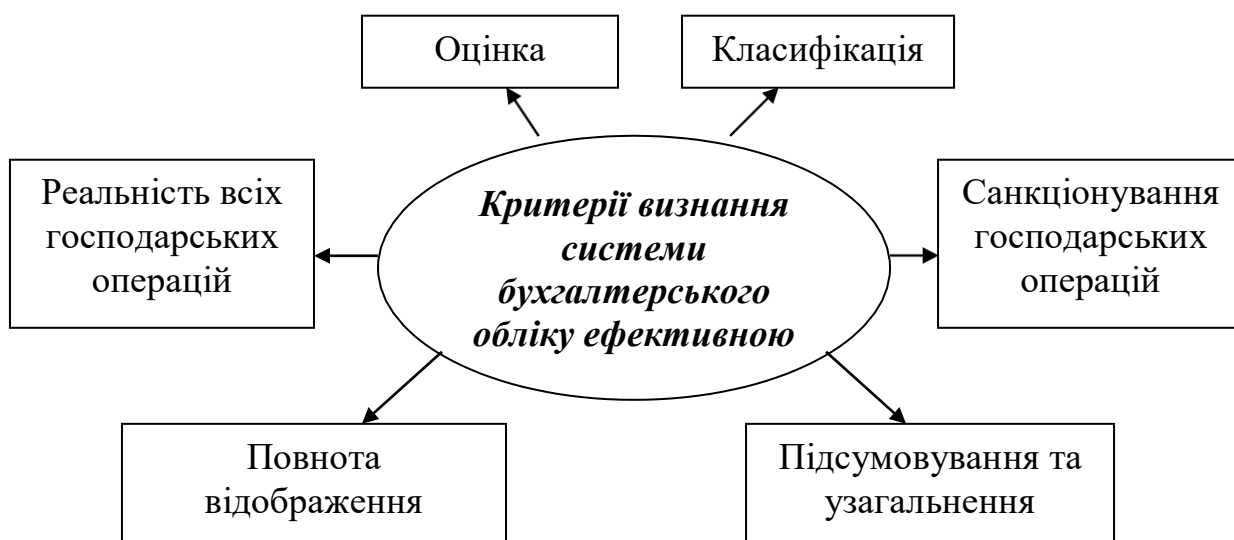 Оцінка
Класифікація
Реальність всіх
господарських
операцій
Критерії визнання
системи
бухгалтерського
обліку ефективною
Санкціонування
господарських
операцій
Повнота
відображення
Підсумовування та
узагальнення